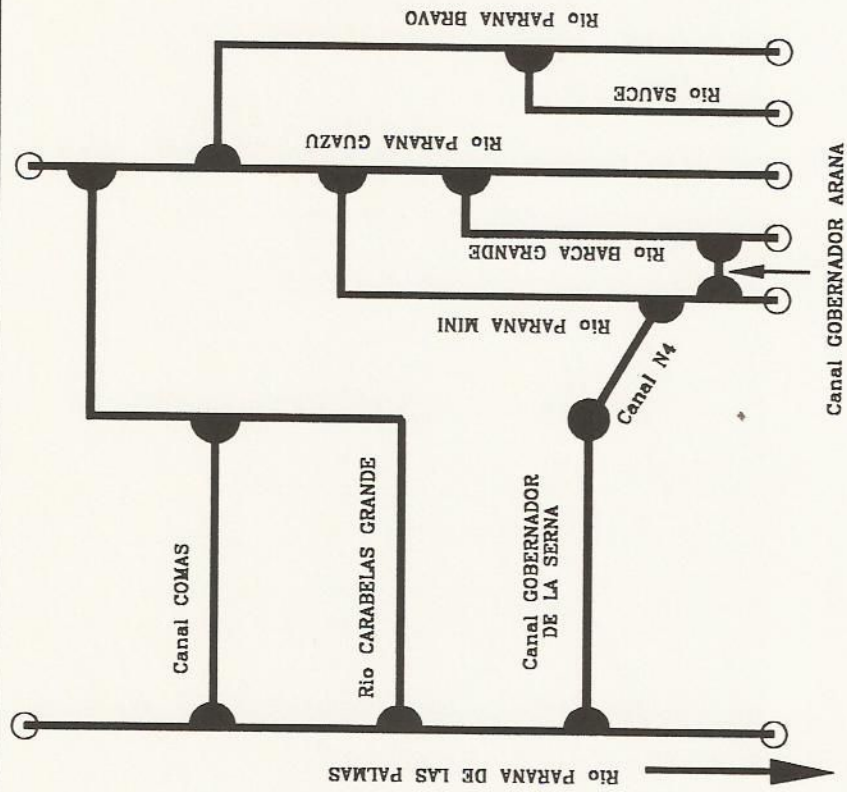 Rio PARANA BRAVO
Rio SAUCE
Rio PARANA GUAZU
Rio BARCA GRANDE
Canal GOBERNADOR ARANA
Rio PARANA MINI
Canal N4
Canal COMAS
Rio CARABELAS GRANDE
Canal GOBERNADOR
DE LA SERNA
Rio PARANA DE LAS PALMAS